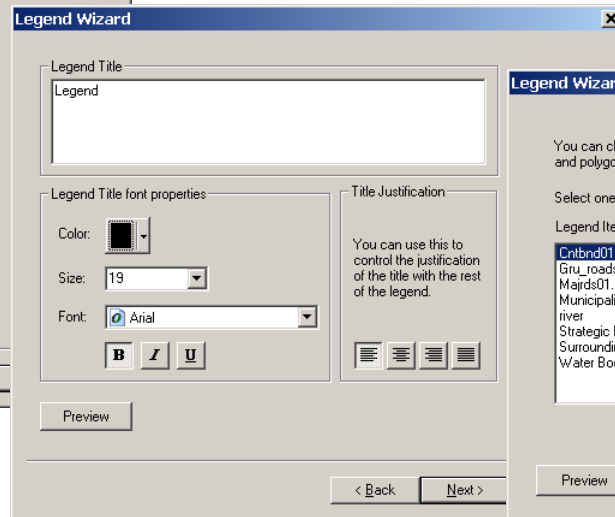 Legend Wizard
Legend Title
Legend
Legend Title font properties
Color:
Size: 19
Font: Arial
B I U
Title Justification
You can use this to
control the justification
of the title with the rest
of the legend.
Preview
< Back Next >
Legend Wizar
You can
and polyg
Select one
Legend Ite
Cntbnd01
Gru_roads
Majrds01.
Municipali
river
Strategic
Surroundi
Water Bo
Preview